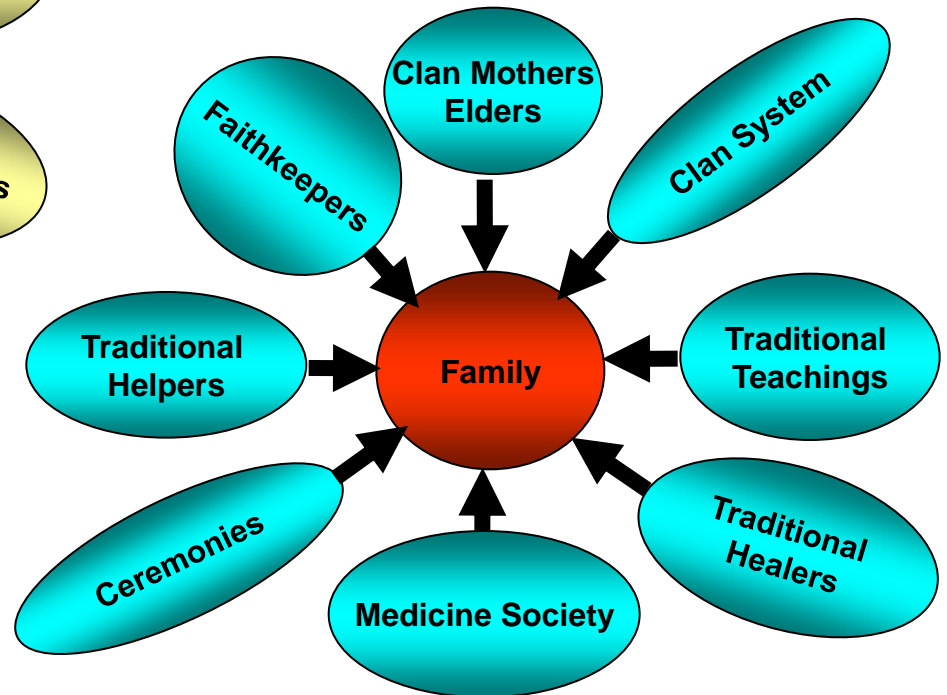 Clan Mothers
Elders
Faithkeepers
Clan System
Traditional
Helpers
Family
Traditional
Teachings
Ceremonies
Medicine Society
Traditional
Healers